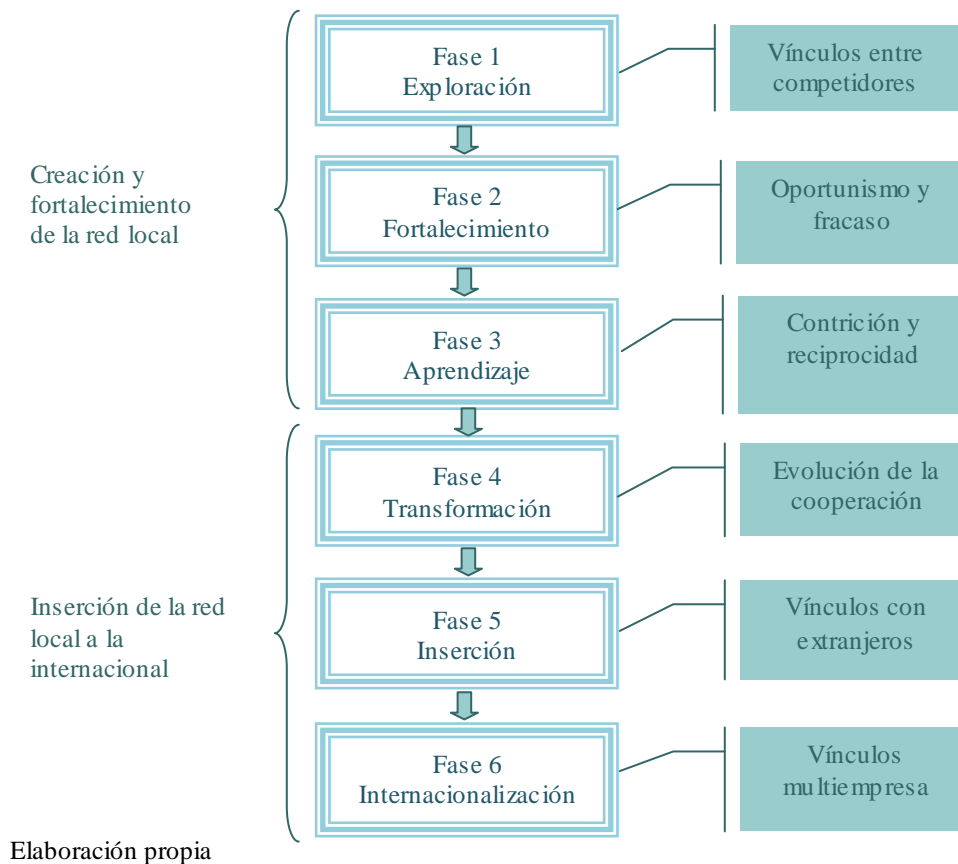 Fase 1
Exploración
Vínculos entre
competidores
Creación y
fortalecimiento
de la red local
Fase 2
Fortalecimiento
Oportunismo y
fracaso
Fase 3
Aprendizaje
Contrición y
reciprocidad
Fase 4
Transformación
Evolución de la
cooperación
Inserción de la red
local a la
internacional
Fase 5
Inserción
Vínculos con
extranjeros
Fase 6
Internacionalización
Vínculos
multiempresa
Elaboración propia